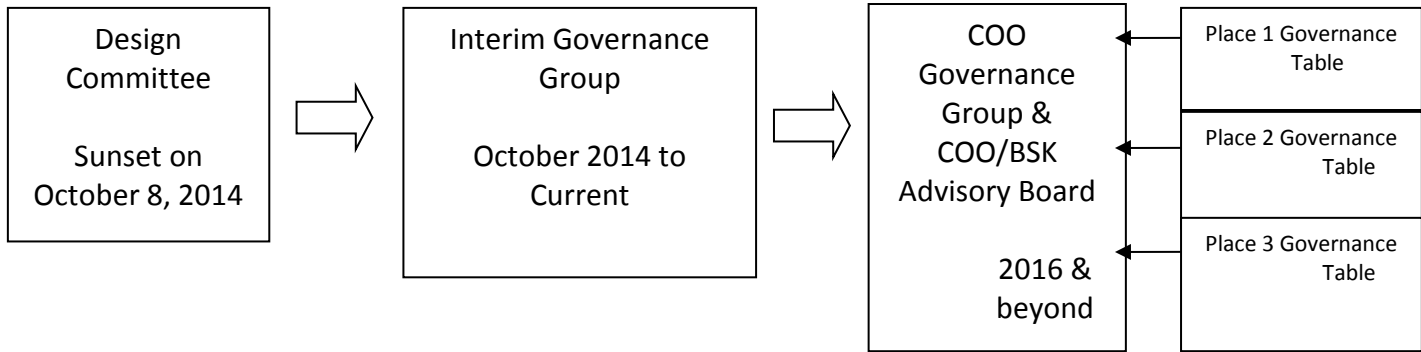 Design
Committee
Sunset on
October 8, 2014
Interim Governance
Group
October 2014 to
Current
COO
Governance
Group &
COO/BSK
Advisory Board
2016 &
beyond
Place 1 Governance
Table
Place 2 Governance
Table
Place 3 Governance
Table